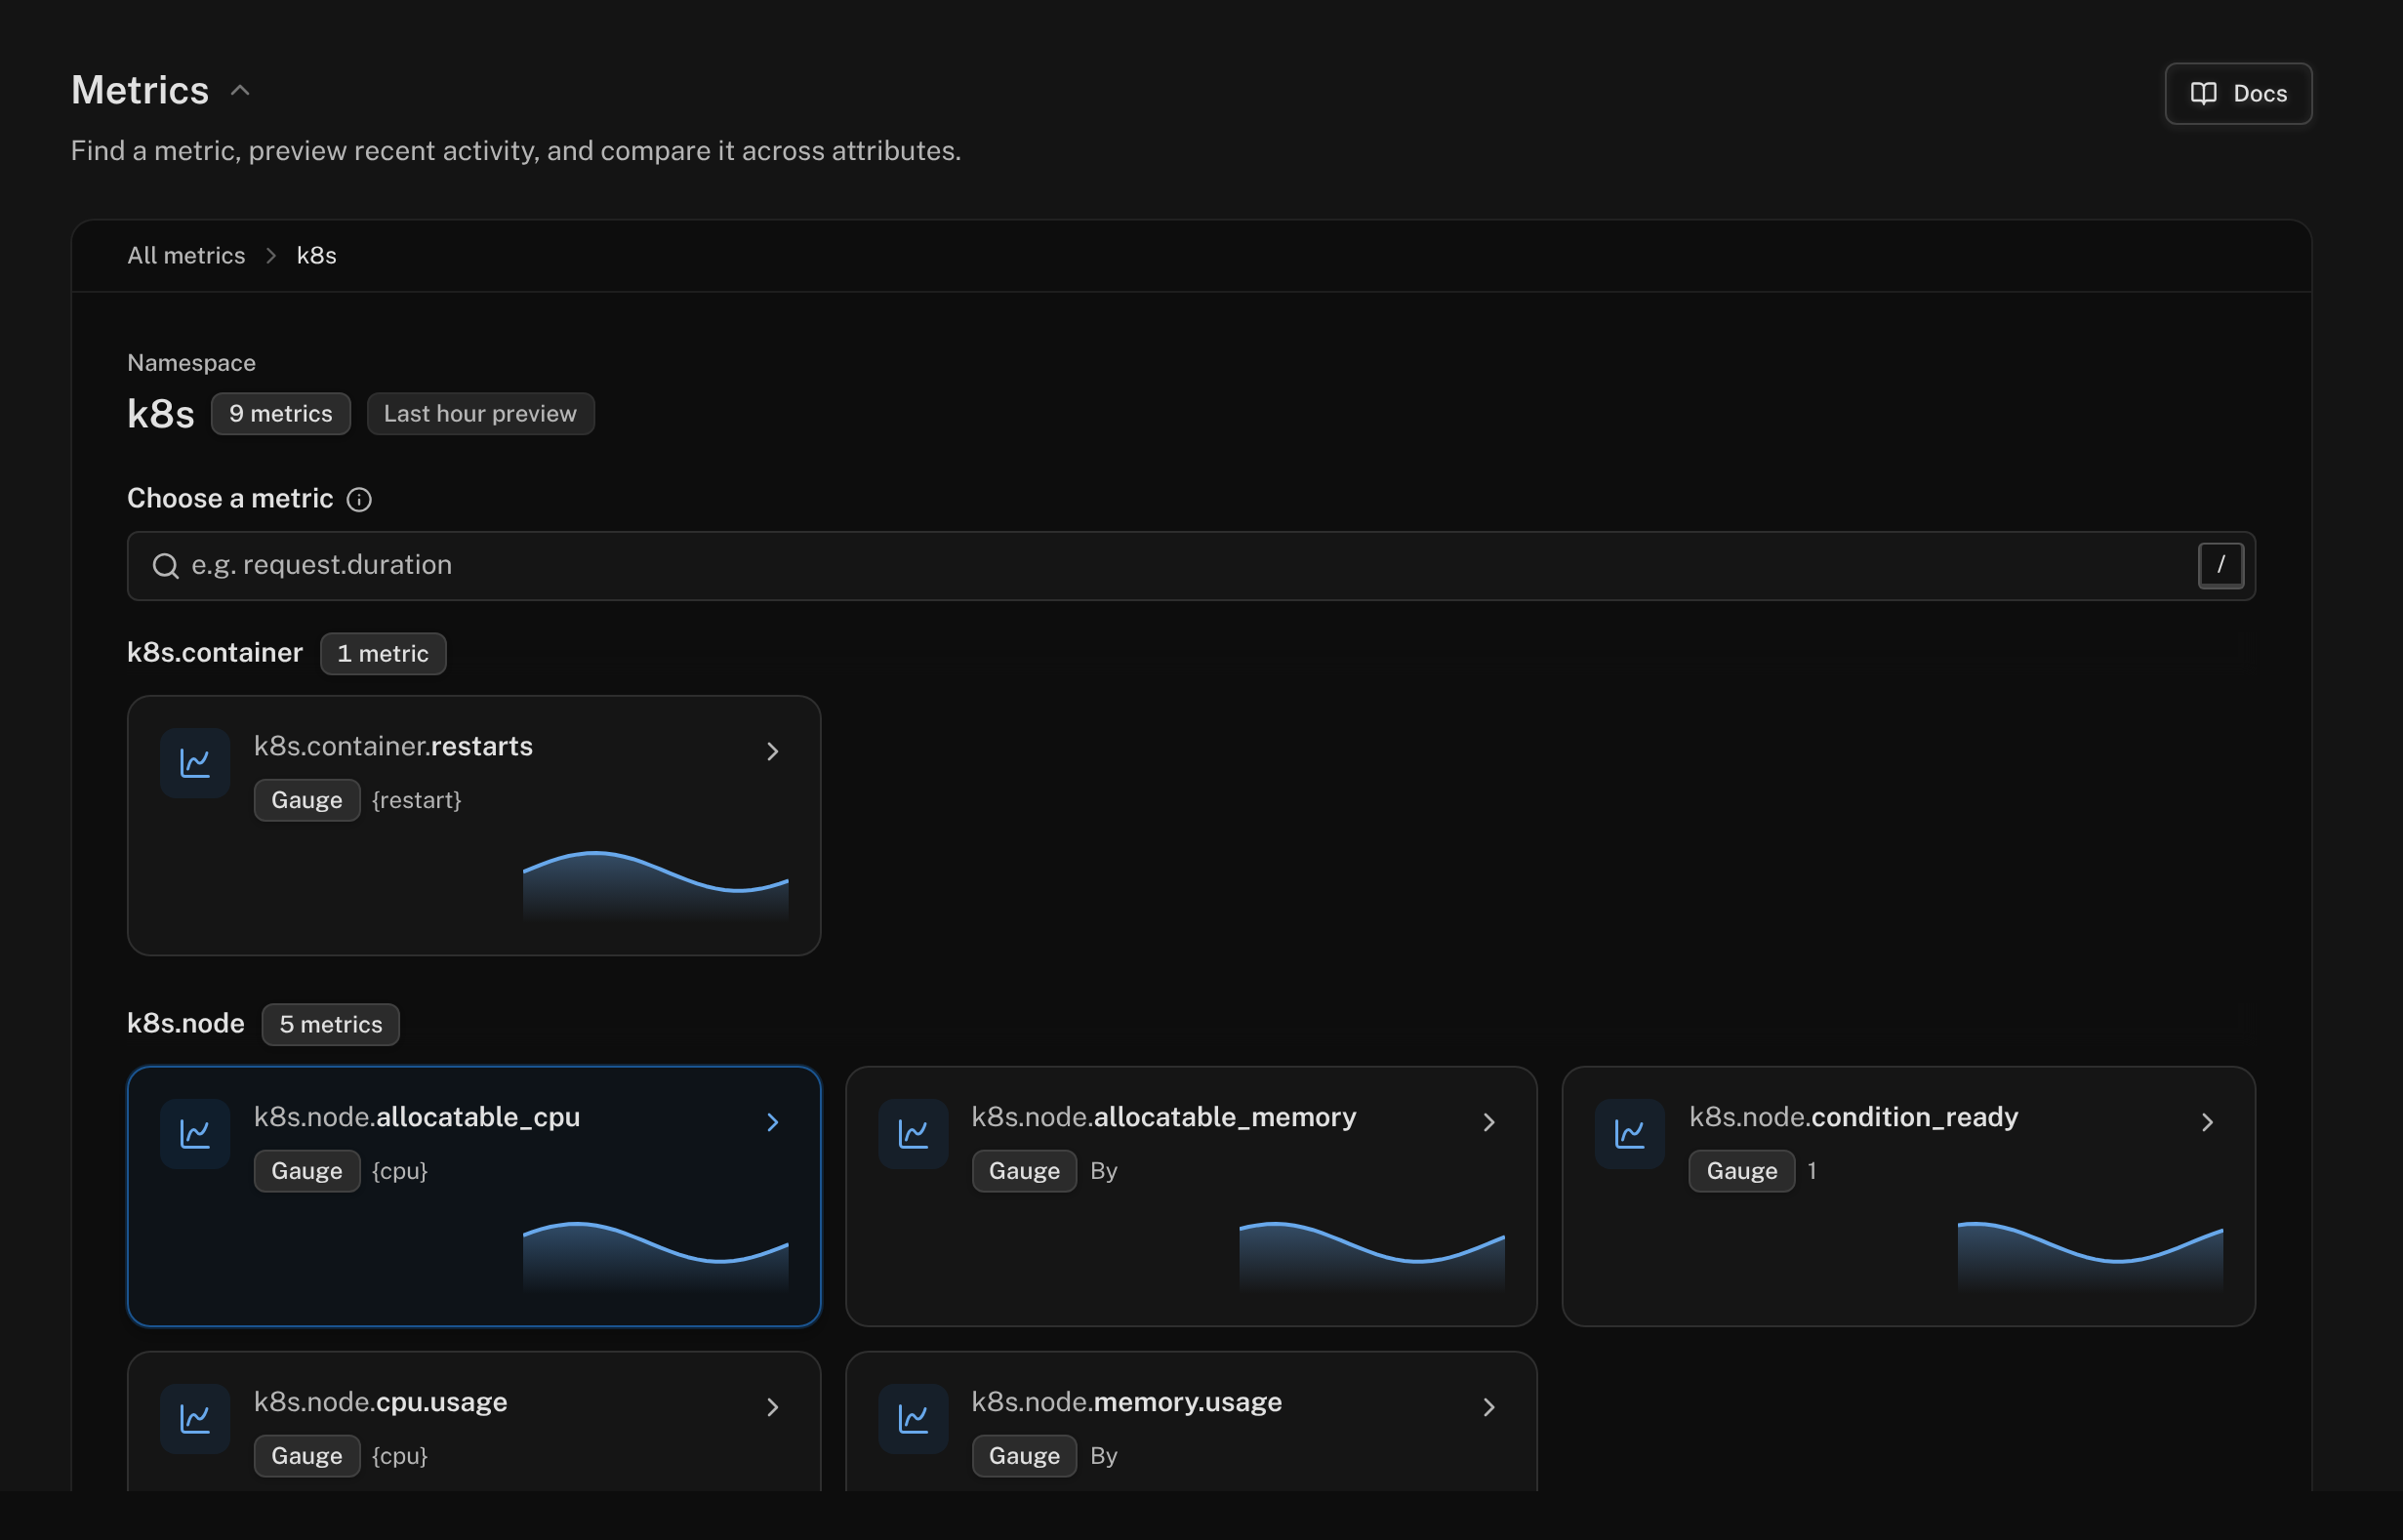 Metrics
Docs
Find a metric, preview recent activity, and compare it across attributes.
All metrics > k8s
Namespace
k8s 9 metrics Last hour preview
Choose a metric
e.g. request.duration /
k8s.container 1 metric
k8s.container.restarts
Gauge {restart}
k8s.node 5 metrics
k8s.node.allocatable_cpu
Gauge {cpu}
k8s.node.allocatable_memory
Gauge By
k8s.node.condition_ready
Gauge 1
k8s.node.cpu.usage
Gauge {cpu}
k8s.node.memory.usage
Gauge By